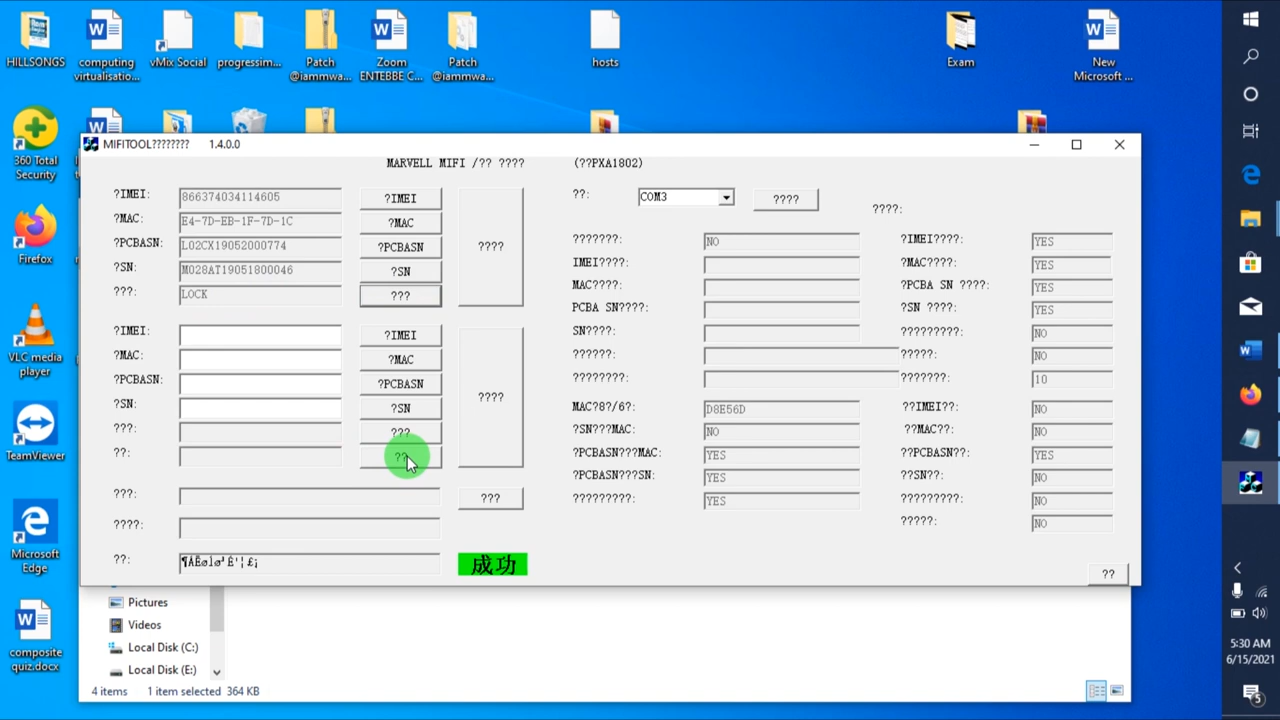 HILLSONGS
computing
virtualisatio...
vMix Social
progressim...
Patch
@iammwa...
Zoom
ENTEBBE C...
Patch
@iammwa...
hosts
Exam
New
Microsoft ...
360 Total
Security
Firefox
VLC media
player
TeamViewer
Microsoft
Edge
composite
quiz.docx
MIFITOOL???????? 1.4.0.0
MARVELL MIFI /?? ???? (??PXA1802)
?IMEI: 866374034114605 ?IMEI
?MAC: E4-7D-EB-1F-7D-1C ?MAC
?PCBASN: L02CX19052000774 ?PCBASN
?SN: M028AT19051800046 ?SN
???: LOCK ???
????
?IMEI: ?IMEI
?MAC: ?MAC
?PCBASN: ?PCBASN
?SN: ?SN
???: ???
??: ??
????
???: ???
????:
??: ¶ÁËøÌø³É¹¦£¡ 成功
??: COM3 ????
????:
???????: NO
IMEI????:
MAC????:
PCBA SN????:
SN????:
??????:
????????:
MAC?8?/6?: D8E56D
?SN???MAC: NO
?PCBASN???MAC: YES
?PCBASN???SN: YES
?????????: YES
?IMEI????: YES
?MAC????: YES
?PCBA SN ????: YES
?SN ????: YES
?????????: NO
?????: NO
???????: 10
??IMEI??: NO
??MAC??: NO
??PCBASN??: YES
??SN??: NO
?????????: NO
?????: NO
??
Pictures
Videos
Local Disk (C:)
Local Disk (E:)
4 items 1 item selected 364 KB
5:30 AM
6/15/2021
5